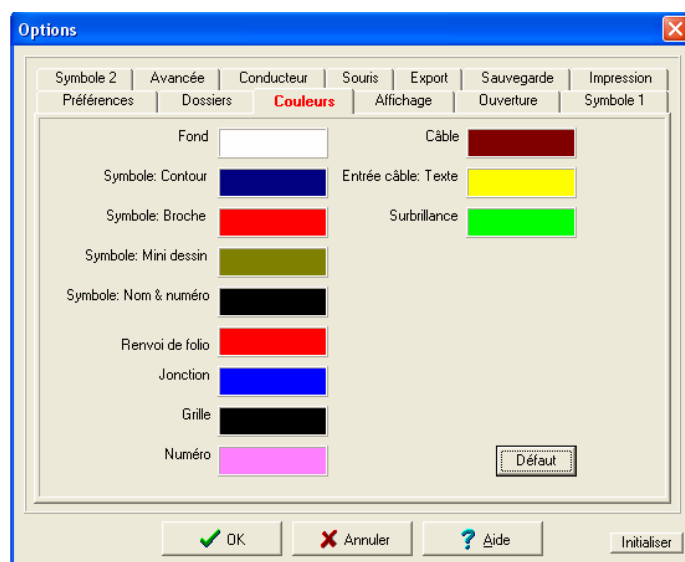 Options
Symbole 2 Avancée Conducteur Souris Export Sauvegarde Impression
Préférences Dossiers Couleurs Affichage Ouverture Symbole 1
Fond Câble
Symbole: Contour Entrée câble: Texte
Symbole: Broche Surbrillance
Symbole: Mini dessin
Symbole: Nom & numéro
Renvoi de folio
Jonction
Grille
Numéro Défaut
OK Annuler ? Aide Initialiser